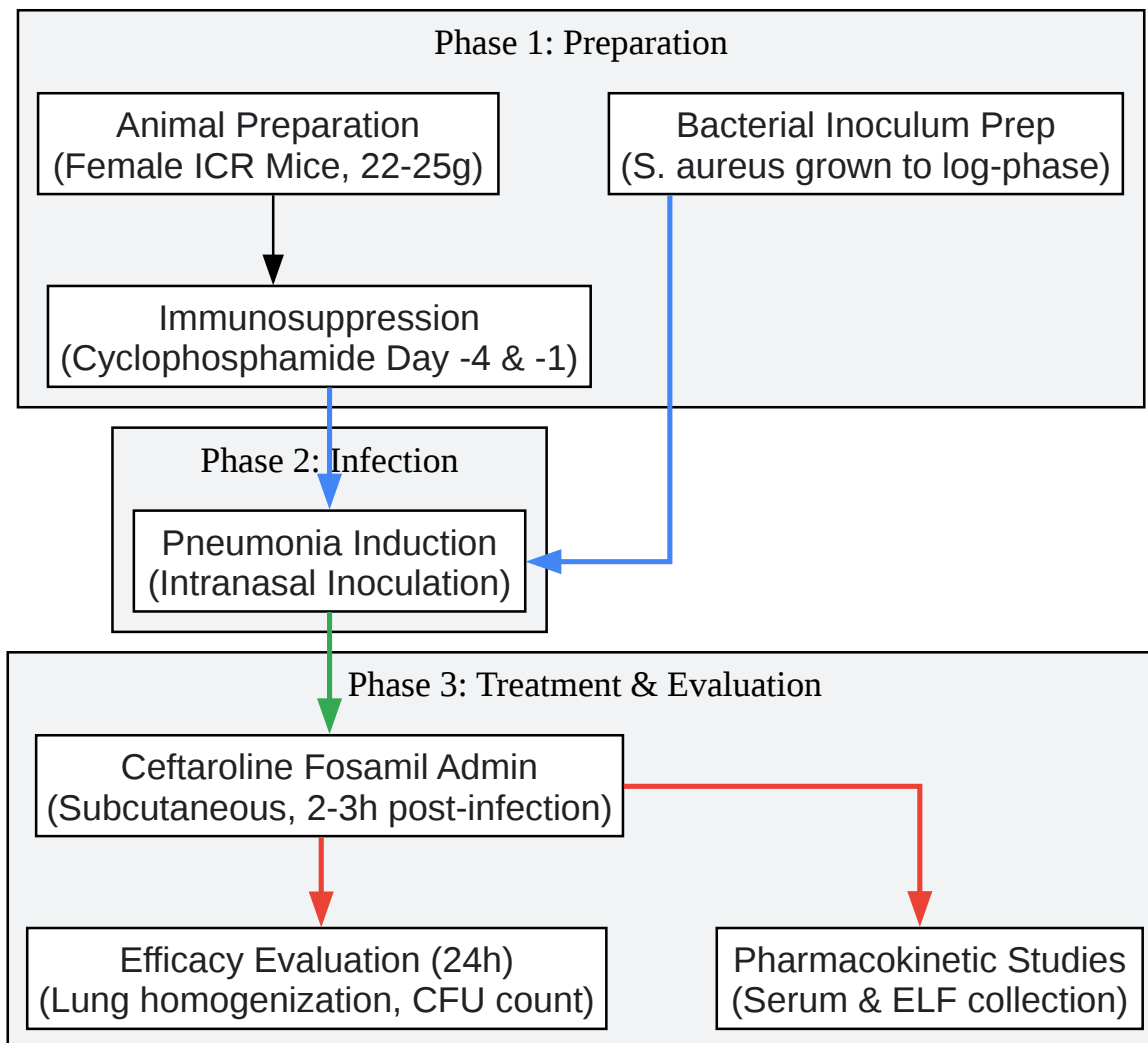 Phase 1: Preparation
Animal Preparation
(Female ICR Mice, 22-25g)
Bacterial Inoculum Prep
(S. aureus grown to log-phase)
Immunosuppression
(Cyclophosphamide Day -4 & -1)
Phase 2: Infection
Pneumonia Induction
(Intranasal Inoculation)
Phase 3: Treatment & Evaluation
Ceftaroline Fosamil Admin
(Subcutaneous, 2-3h post-infection)
Efficacy Evaluation (24h)
(Lung homogenization, CFU count)
Pharmacokinetic Studies
(Serum & ELF collection)